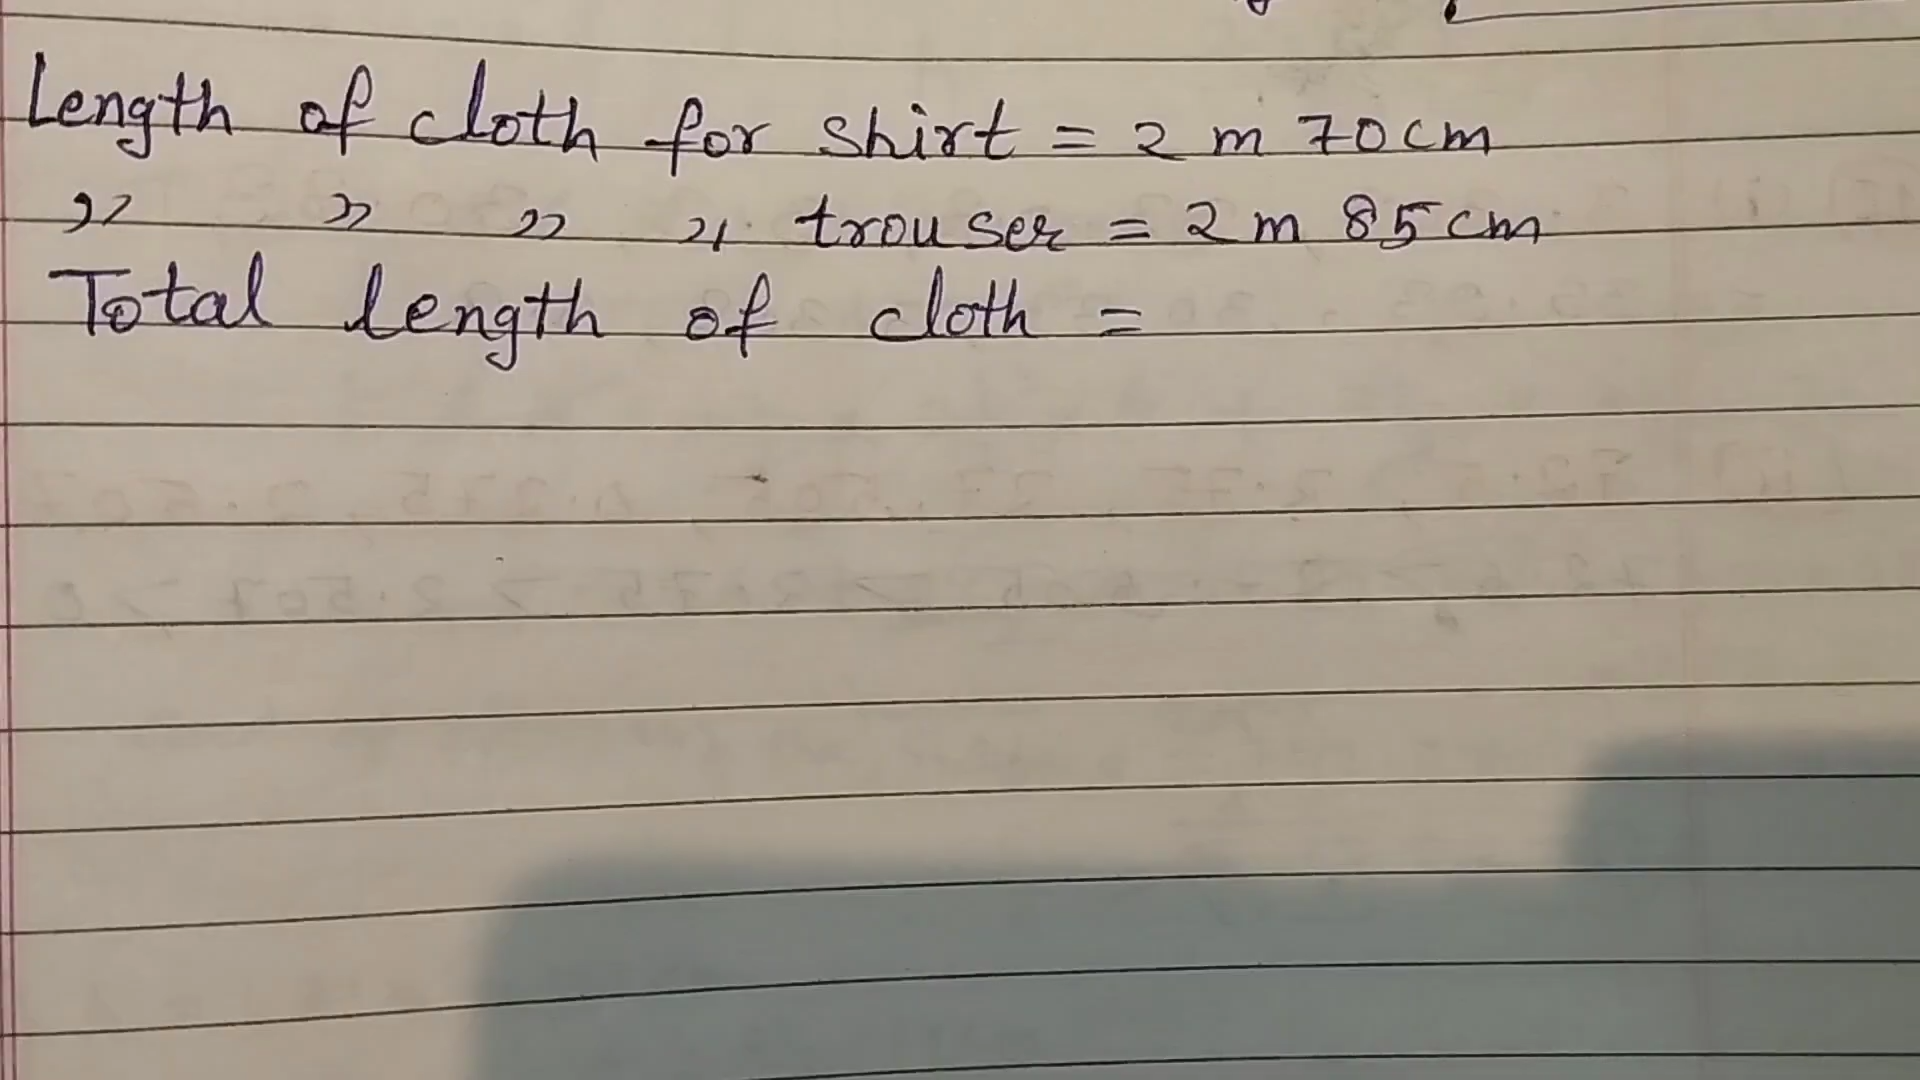 Length of cloth for shirt = 2 m 70 cm
” ” ” ” trouser = 2 m 85 cm
Total length of cloth =